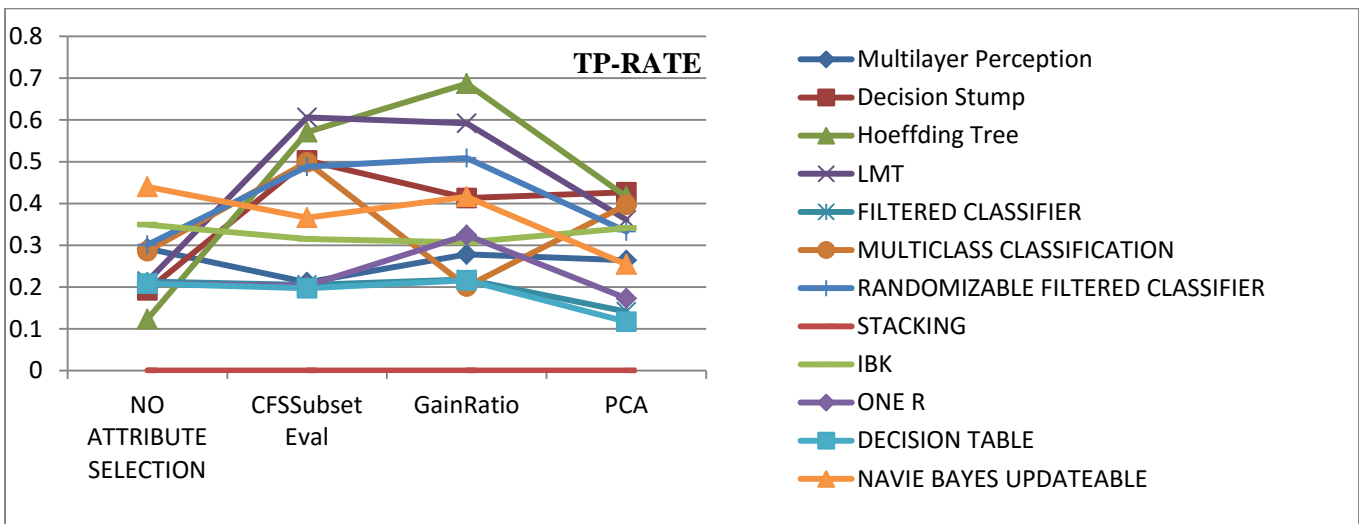 TP-RATE
0.8
0.7
0.6
0.5
0.4
0.3
0.2
0.1
0
NO
ATTRIBUTE
SELECTION
CFSSubset
Eval
GainRatio
PCA
Multilayer Perception
Decision Stump
Hoeffding Tree
LMT
FILTERED CLASSIFIER
MULTICLASS CLASSIFICATION
RANDOMIZABLE FILTERED CLASSIFIER
STACKING
IBK
ONE R
DECISION TABLE
NAVIE BAYES UPDATEABLE